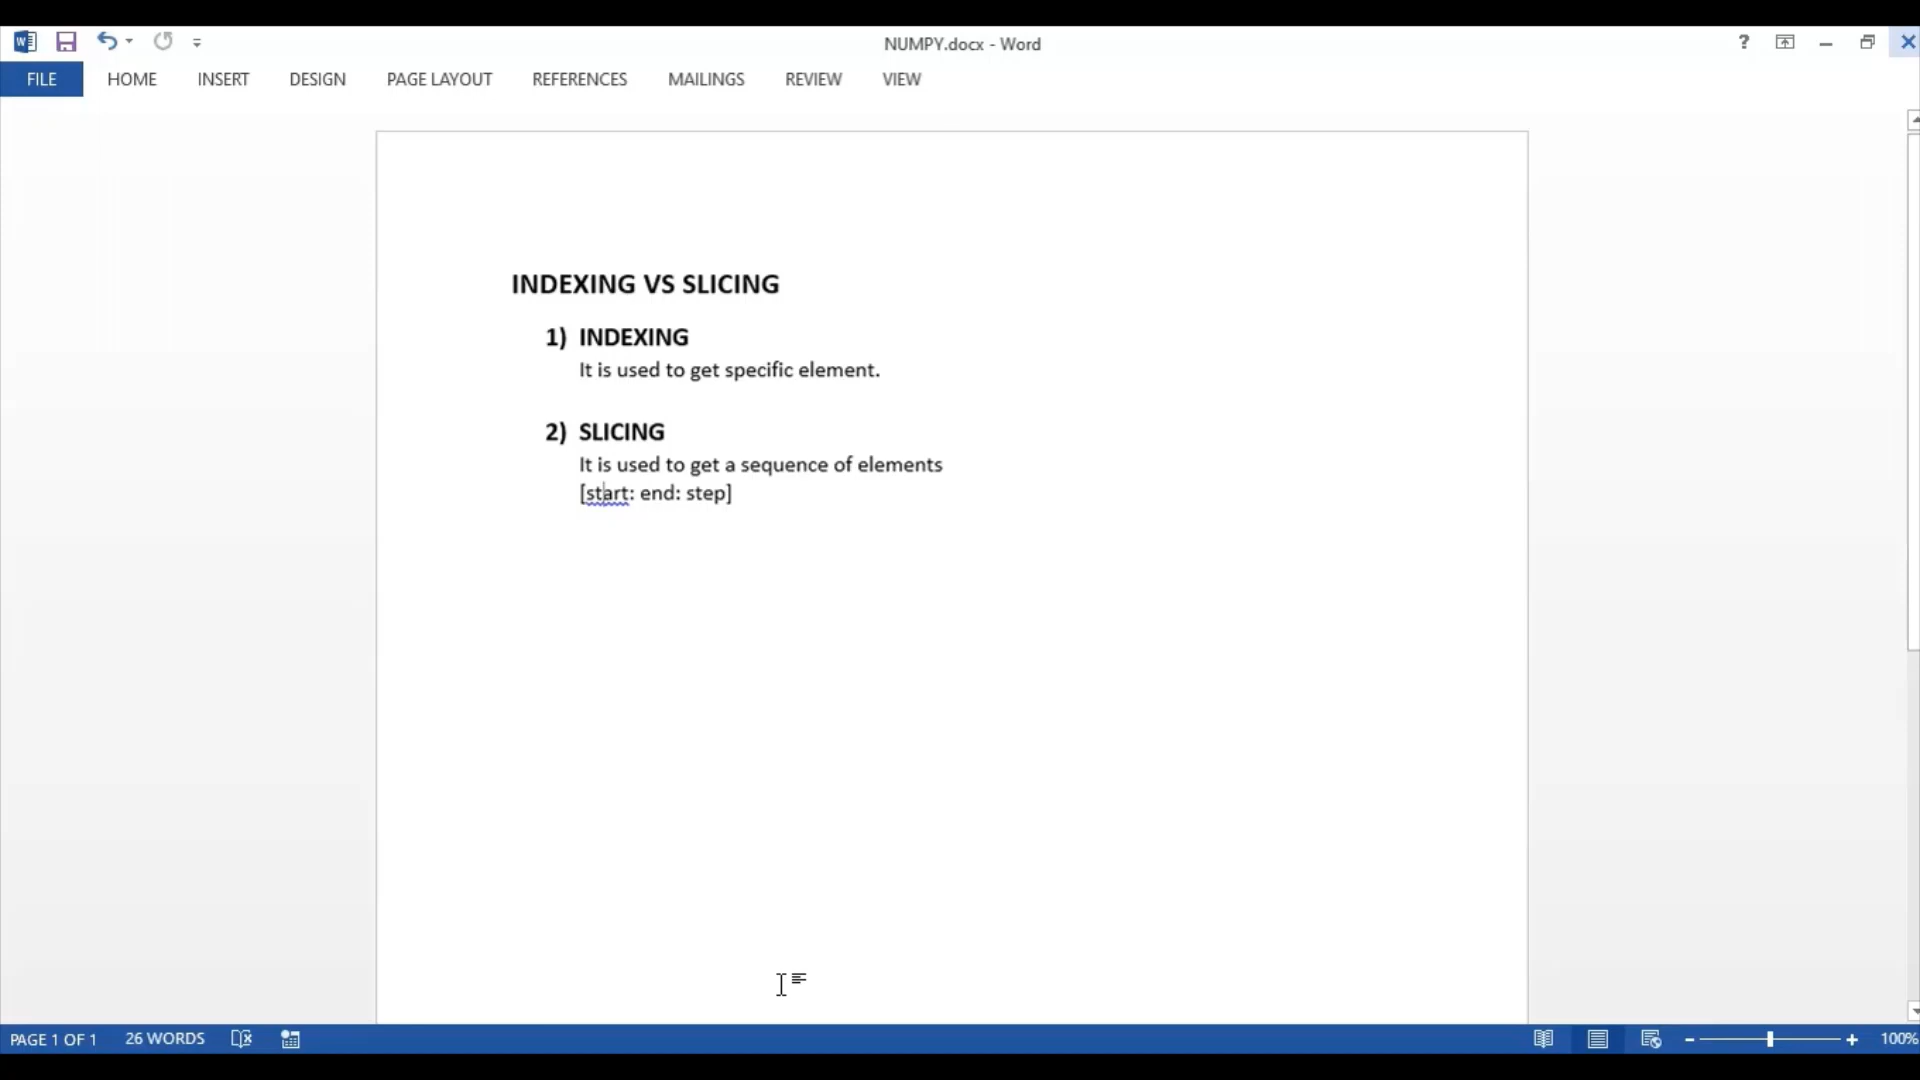 NUMPY.docx - Word
?
FILE HOME INSERT DESIGN PAGE LAYOUT REFERENCES MAILINGS REVIEW VIEW
INDEXING VS SLICING
1) INDEXING
It is used to get specific element.
2) SLICING
It is used to get a sequence of elements
[start: end: step]
PAGE 1 OF 1 26 WORDS 100%